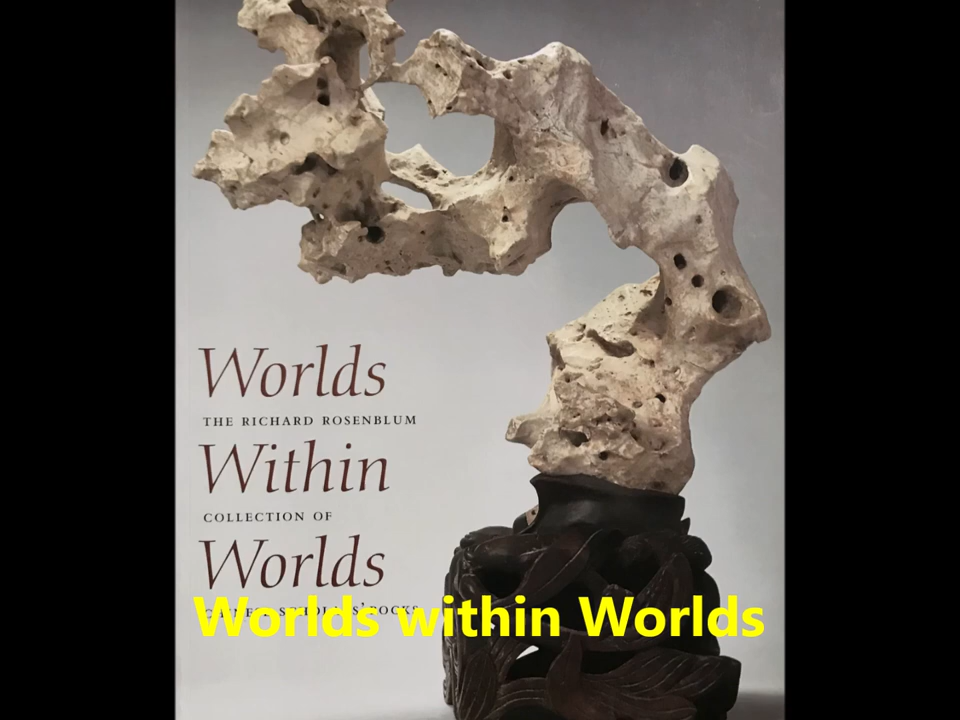 Worlds
THE RICHARD ROSENBLUM
Within
COLLECTION OF
Worlds
Worlds within Worlds